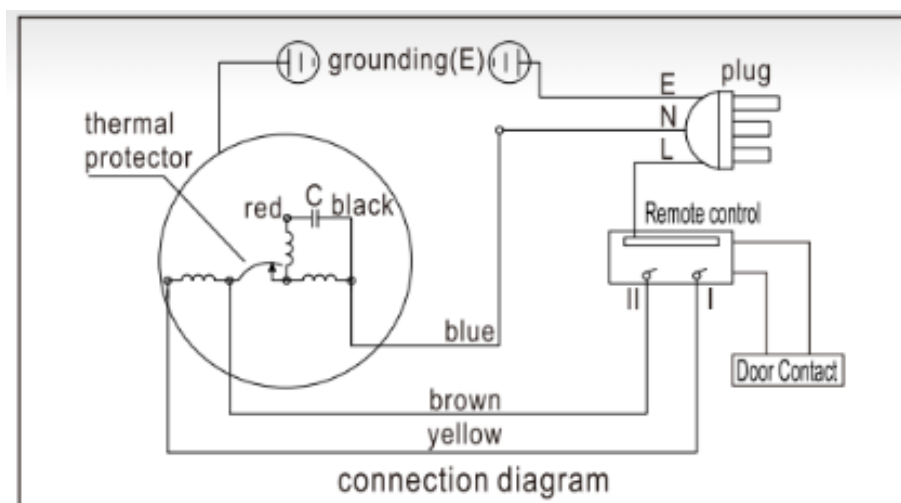 grounding(E)
plug
E
N
L
thermal
protector
red
C
black
Remote control
II
I
blue
Door Contact
brown
yellow
connection diagram